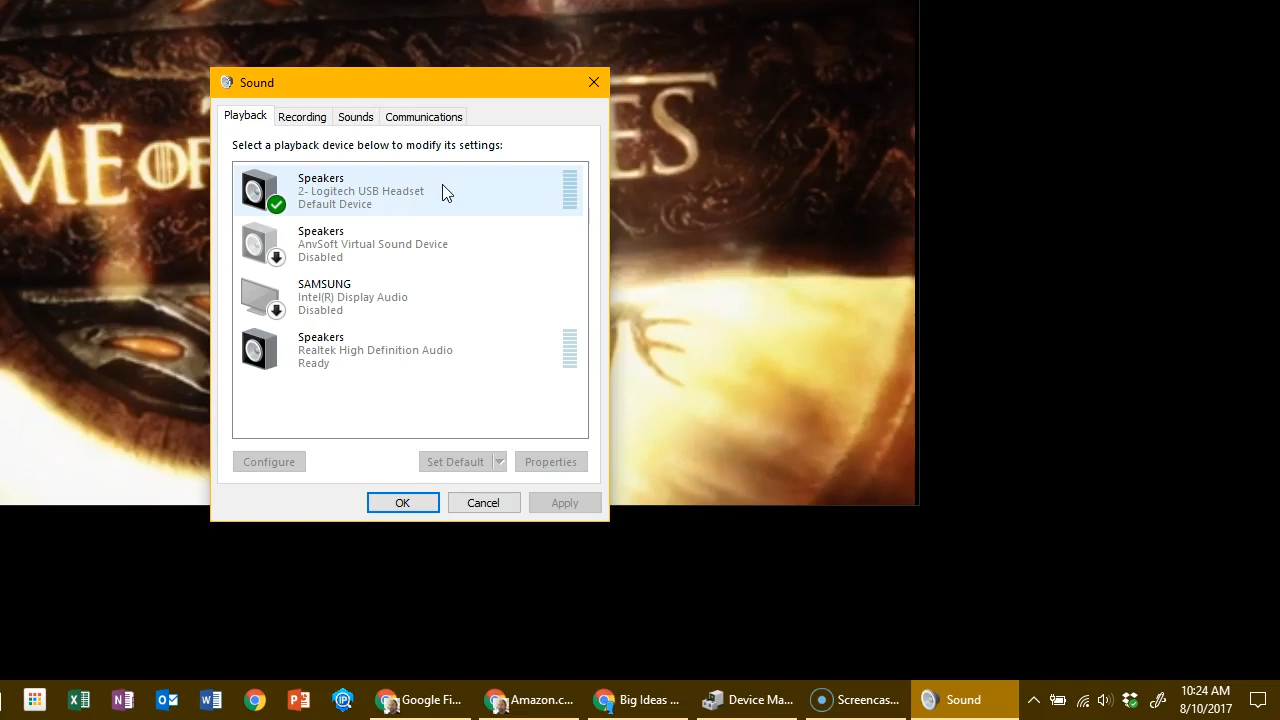 ME OF
ES
Sound
Playback
Recording
Sounds
Communications
Select a playback device below to modify its settings:
Speakers
2- Logitech USB Headset
Default Device
Speakers
AnvSoft Virtual Sound Device
Disabled
SAMSUNG
Intel(R) Display Audio
Disabled
Speakers
Realtek High Definition Audio
Ready
Configure
Set Default
Properties
OK
Cancel
Apply
Google Fi...
Amazon.c...
Big Ideas ...
Device Ma...
Screencas...
Sound
10:24 AM
8/10/2017